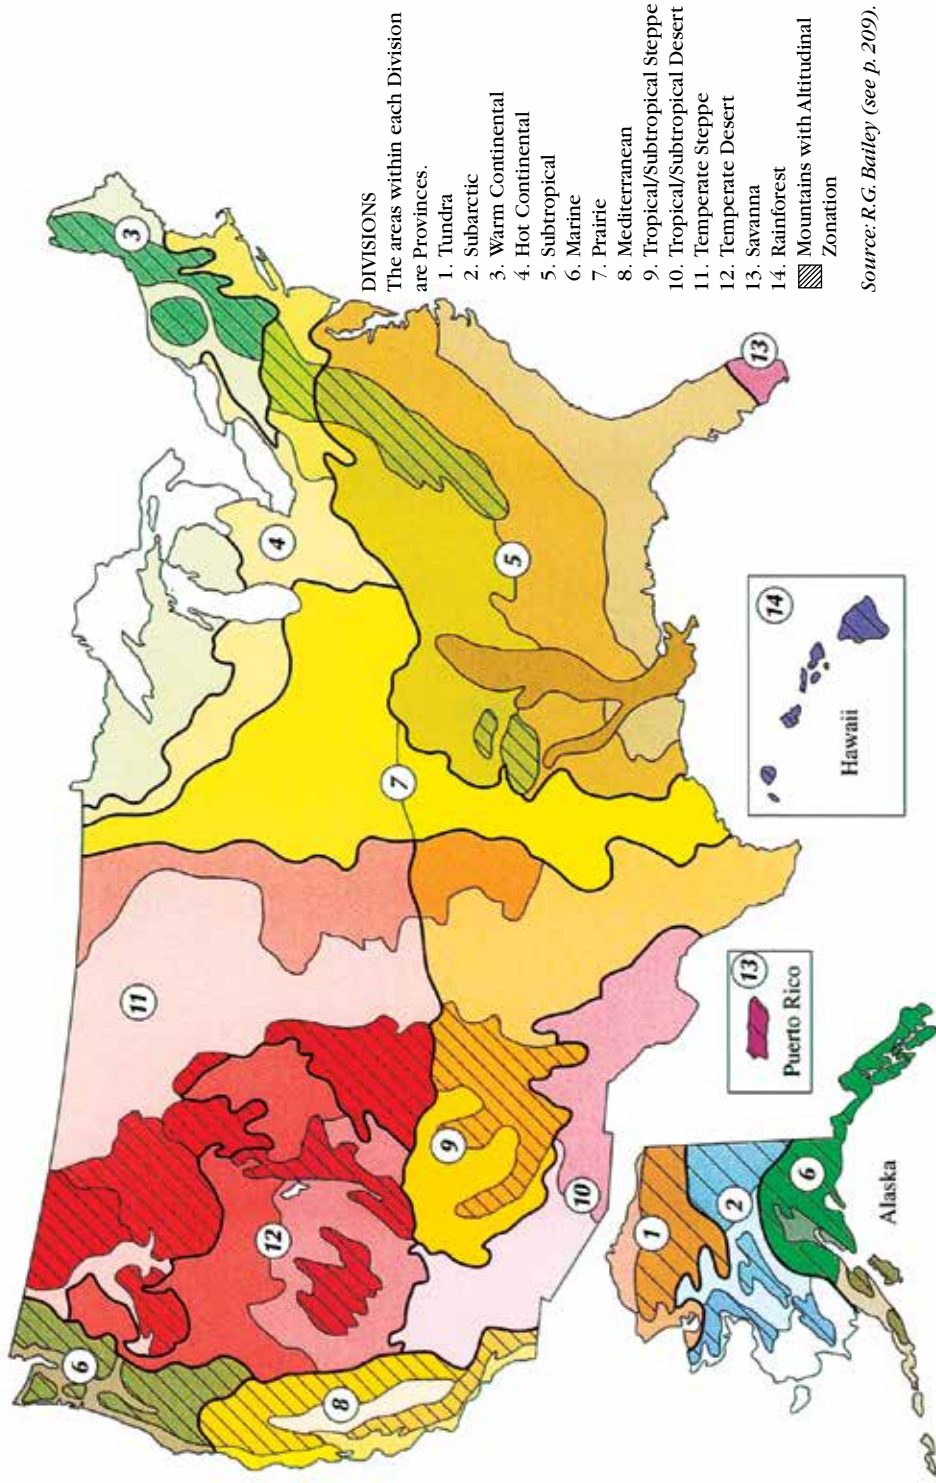 DIVISIONS
The areas within each Division
are Provinces.
1. Tundra
2. Subarctic
3. Warm Continental
4. Hot Continental
5. Subtropical
6. Marine
7. Prairie
8. Mediterranean
9. Tropical/Subtropical Steppe
10. Tropical/Subtropical Desert
11. Temperate Steppe
12. Temperate Desert
13. Savanna
14. Rainforest
Mountains with Altitudinal
Zonation
Source: R.G. Bailey (see p. 209).
6
11
3
12
7
4
8
9
5
10
13
1
2
6
Alaska
13
Puerto Rico
14
Hawaii